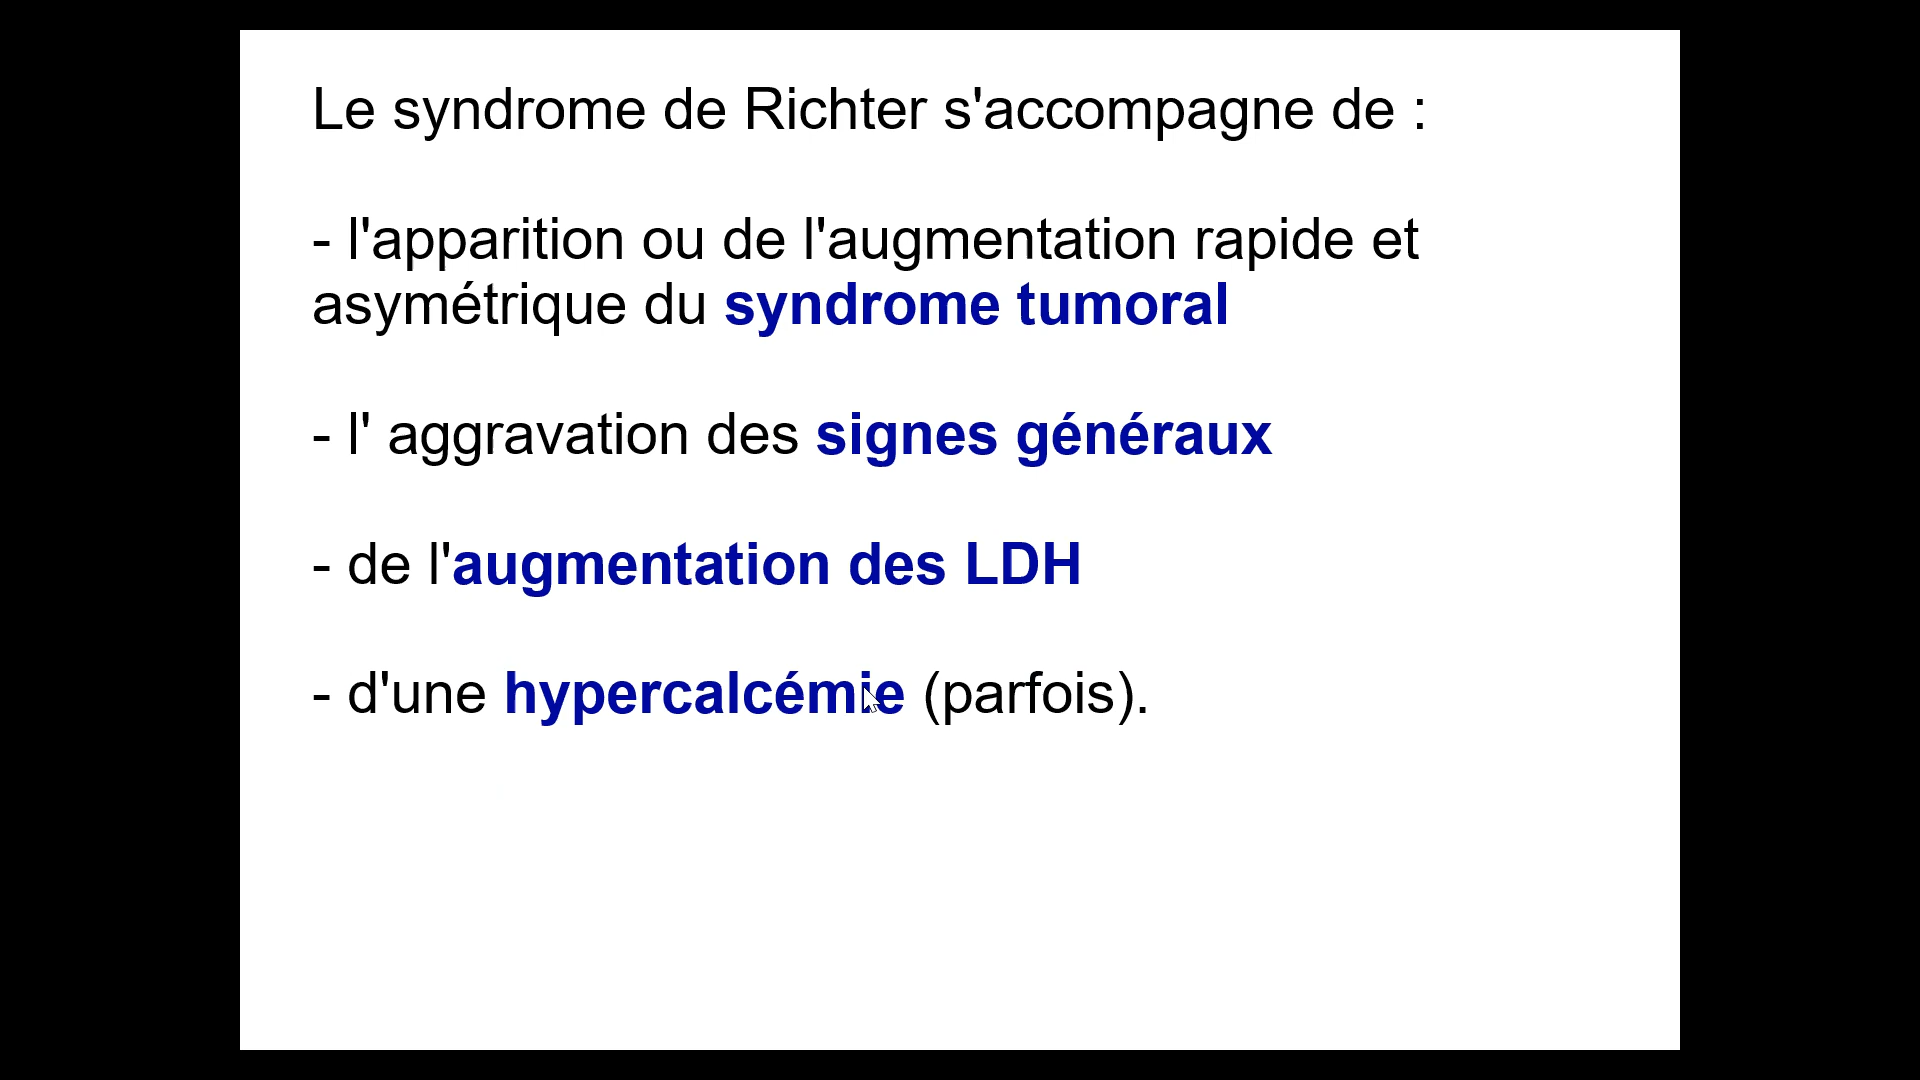 Le syndrome de Richter s'accompagne de :
- l'apparition ou de l'augmentation rapide et
asymétrique du syndrome tumoral
- l' aggravation des signes généraux
- de l'augmentation des LDH
- d'une hypercalcémie (parfois).